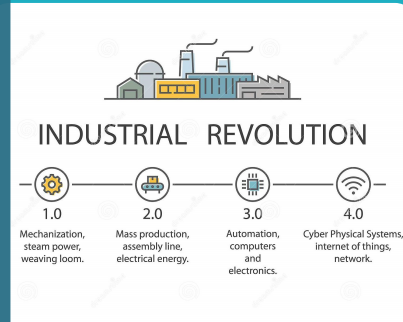 INDUSTRIAL REVOLUTION
1.0
Mechanization,
steam power,
weaving loom.
2.0
Mass production,
assembly line,
electrical energy.
3.0
Automation,
computers
and
electronics.
4.0
Cyber Physical Systems,
internet of things,
network.